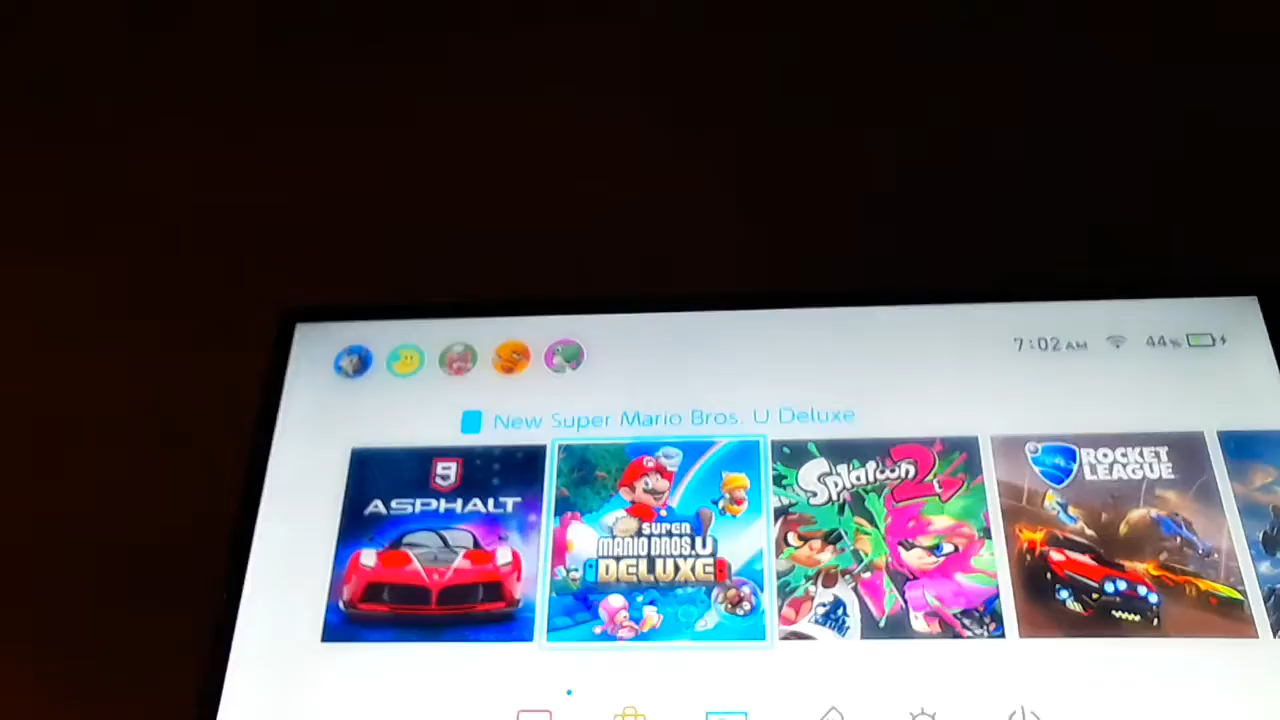 7:02 AM 44%
New Super Mario Bros. U Deluxe
9
ASPHALT
SUPER
MARIO BROS. U
DELUXE
Splatoon 2
ROCKET
LEAGUE